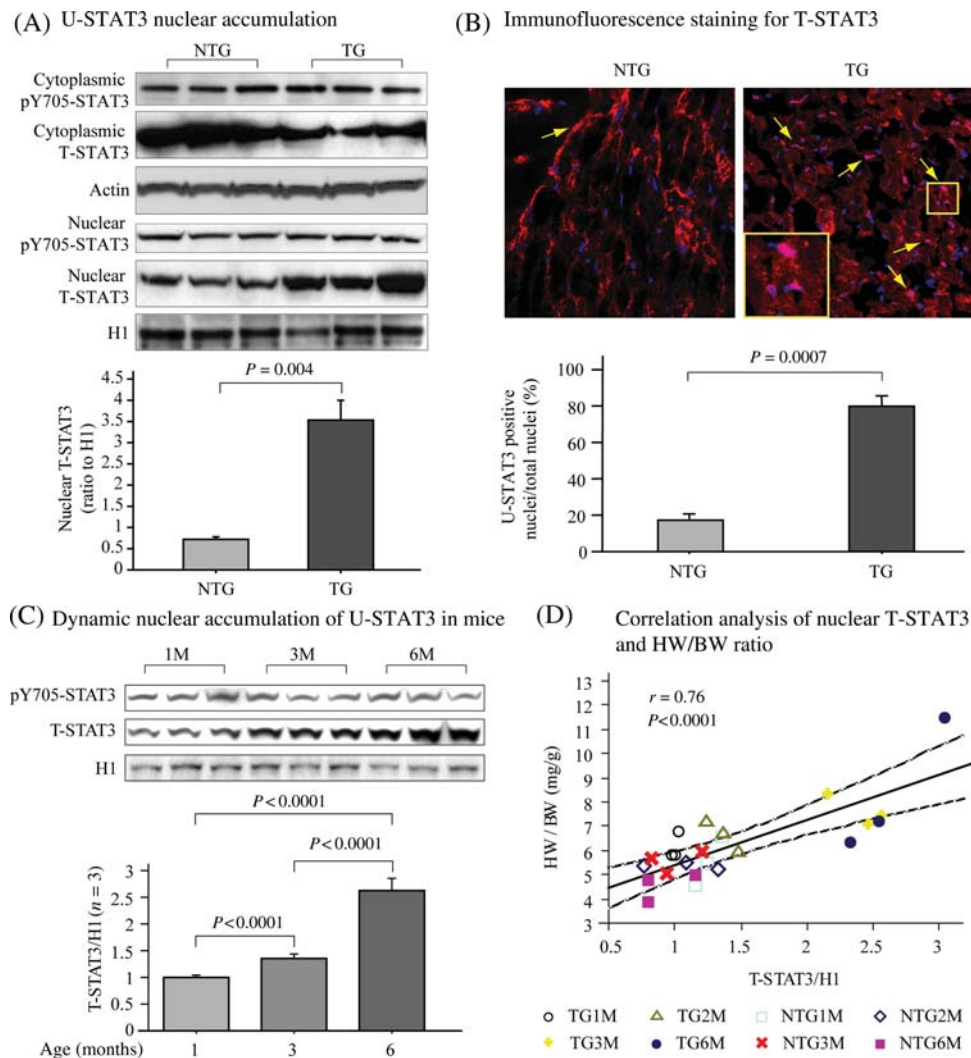 (A) U-STAT3 nuclear accumulation
NTG TG
Cytoplasmic
pY705-STAT3
Cytoplasmic
T-STAT3
Actin
Nuclear
pY705-STAT3
Nuclear
T-STAT3
H1
P = 0.004
Nuclear T-STAT3
(ratio to H1)
4.5
4
3.5
3
2.5
2
1.5
1
0.5
0
NTG TG
(B) Immunofluorescence staining for T-STAT3
NTG TG
P = 0.0007
U-STAT3 positive
nuclei/total nuclei (%)
100
80
60
40
20
0
NTG TG
(C) Dynamic nuclear accumulation of U-STAT3 in mice
1M 3M 6M
pY705-STAT3
T-STAT3
H1
P<0.0001
P<0.0001
P<0.0001
T-STAT3/H1 (n = 3)
3
2.5
2
1.5
1
0.5
0
Age (months) 1 3 6
(D) Correlation analysis of nuclear T-STAT3
and HW/BW ratio
r = 0.76
P<0.0001
HW / BW (mg/g)
13
12
11
10
9
8
7
6
5
4
3
0.5 1 1.5 2 2.5 3
T-STAT3/H1
TG1M TG2M NTG1M NTG2M
TG3M TG6M NTG3M NTG6M